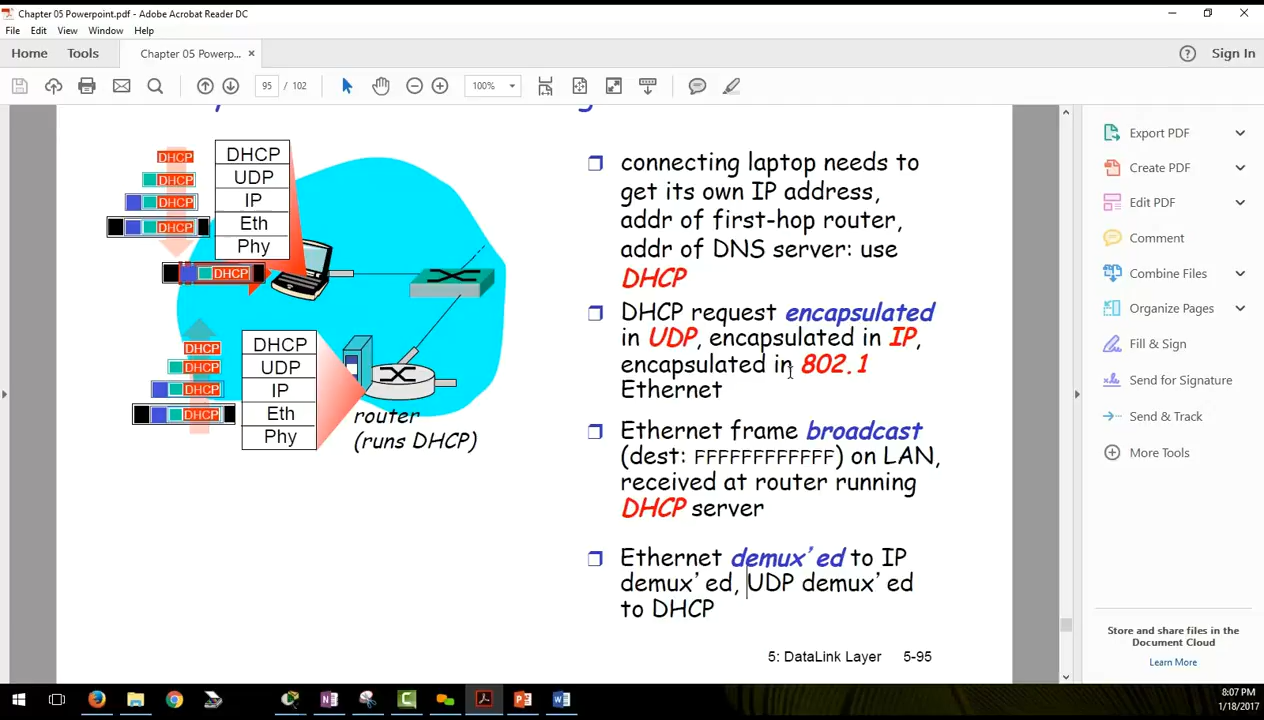 Chapter 05 Powerpoint.pdf - Adobe Acrobat Reader DC
File Edit View Window Help
Home Tools Chapter 05 Powerp... × Sign In
95 / 102 100%
DHCP
DHCP
DHCP
DHCP
DHCP
DHCP
UDP
IP
Eth
Phy
DHCP
DHCP
DHCP
DHCP
DHCP
UDP
IP
Eth
Phy
router
(runs DHCP)
connecting laptop needs to
get its own IP address,
addr of first-hop router,
addr of DNS server: use
DHCP
DHCP request encapsulated
in UDP, encapsulated in IP,
encapsulated in 802.1
Ethernet
Ethernet frame broadcast
(dest: FFFFFFFFFFFF) on LAN,
received at router running
DHCP server
Ethernet demux’ed to IP
demux’ed, UDP demux’ed
to DHCP
5: DataLink Layer 5-95
Export PDF
Create PDF
Edit PDF
Comment
Combine Files
Organize Pages
Fill & Sign
Send for Signature
Send & Track
More Tools
Store and share files in the
Document Cloud
Learn More
8:07 PM
1/18/2017